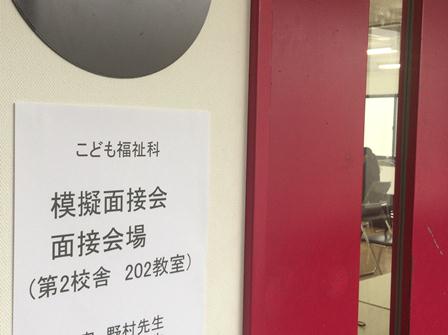 こども福祉科
模擬面接会
面接会場
(第2校舎 202教室)
野村先生